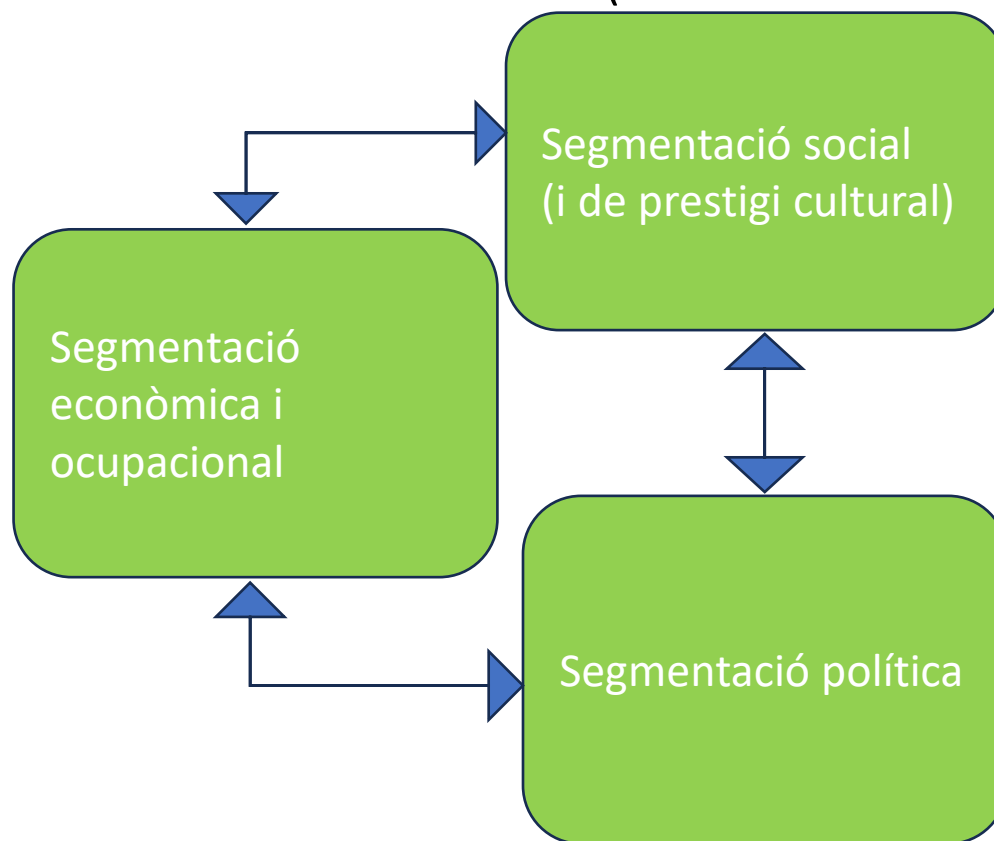 Segmentació social
(i de prestigi cultural)
Segmentació
econòmica i
ocupacional
Segmentació política